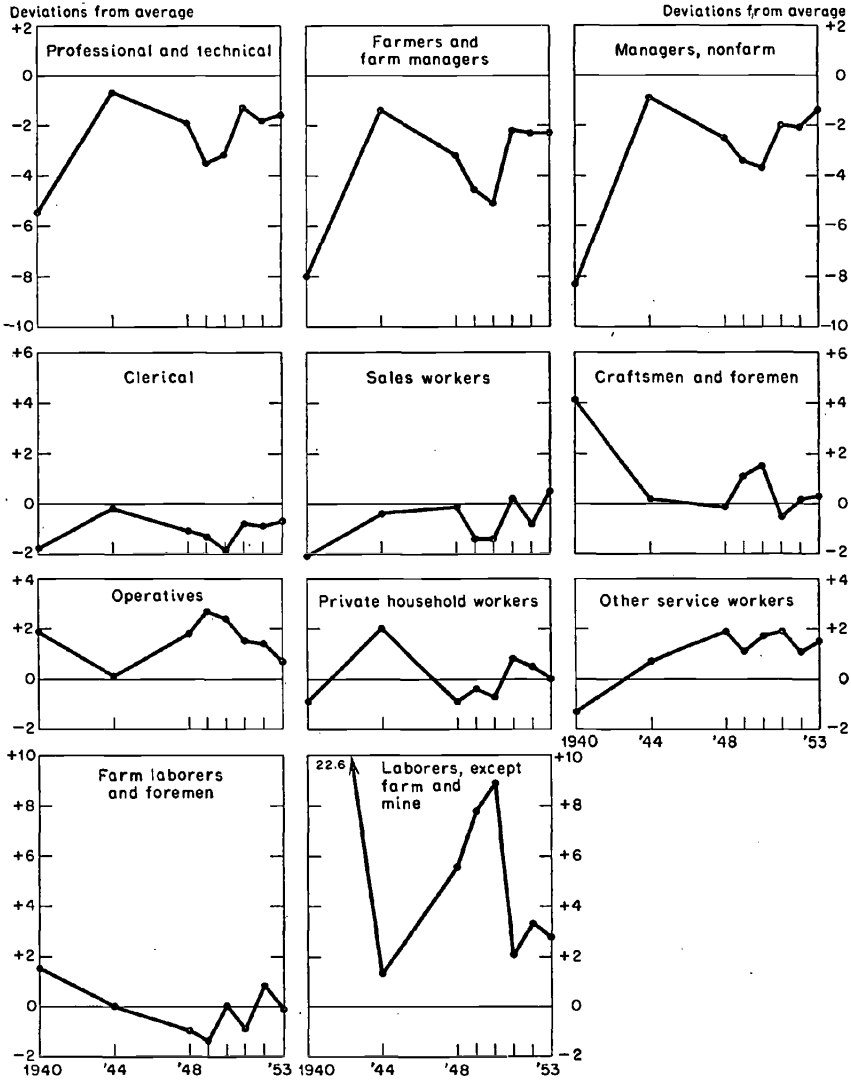 Deviations from average
Deviations from average
+2
0
-2
-4
-6
-8
-10
Professional and technical
Farmers and
farm managers
Managers, nonfarm
+2
0
-2
-4
-6
-8
-10
+6
+4
+2
0
-2
Clerical
Sales workers
Craftsmen and foremen
+6
+4
+2
0
-2
+4
+2
0
-2
Operatives
Private household workers
Other service workers
+4
+2
0
-2
1940 '44 '48 '53
+10
+8
+6
+4
+2
0
-2
Farm laborers
and foremen
22.6
Laborers, except
farm and
mine
+10
+8
+6
+4
+2
0
-2
1940 '44 '48 '53
1940 '44 '48 '53